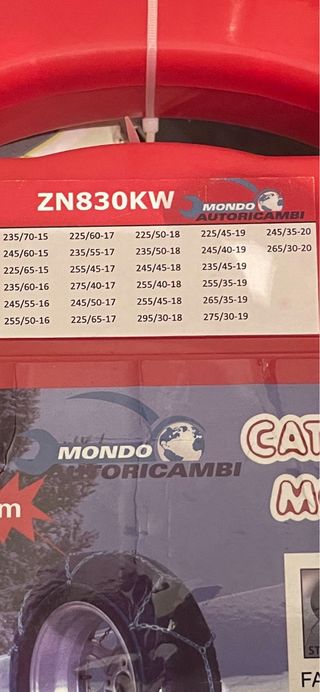 ZN830KW
MONDO
AUTORICAMBI
235/70-15 225/60-17 225/50-18 225/45-19 245/35-20
245/60-15 235/55-17 235/50-18 245/40-19 265/30-20
225/65-15 255/45-17 245/45-18 235/45-19
235/60-16 275/40-17 255/40-18 255/35-19
245/55-16 245/50-17 255/45-18 265/35-19
255/50-16 225/65-17 295/30-18 275/30-19
MONDO
AUTORICAMBI
CAT
m
ST
FA